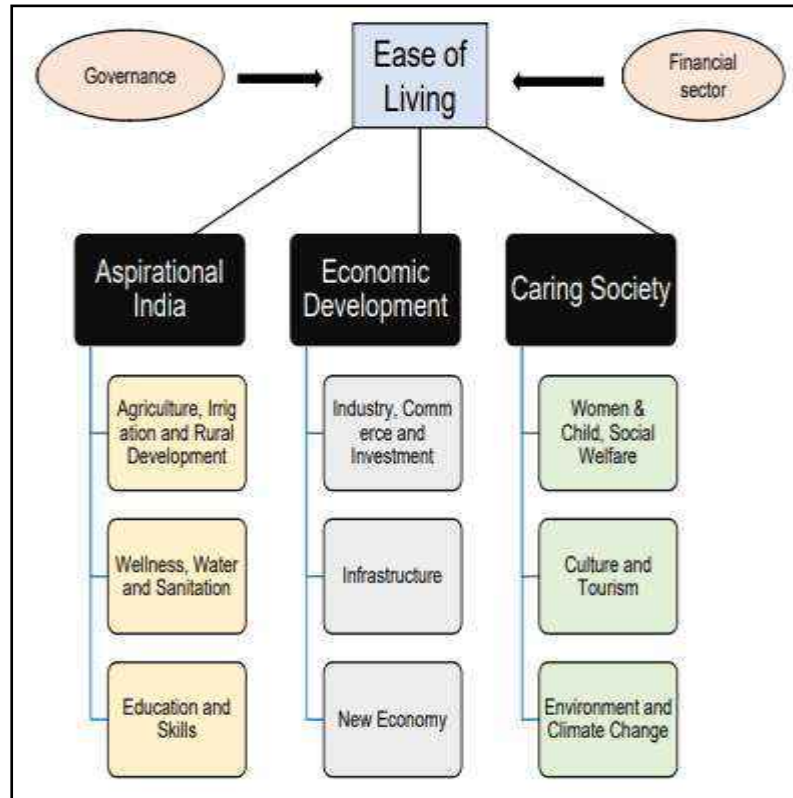 Governance
Ease of
Living
Financial
sector
Aspirational
India
Economic
Development
Caring Society
Agriculture, Irrig
ation and Rural
Development
Industry, Comm
erce and
Investment
Women &
Child, Social
Welfare
Wellness, Water
and Sanitation
Infrastructure
Culture and
Tourism
Education and
Skills
New Economy
Environment and
Climate Change